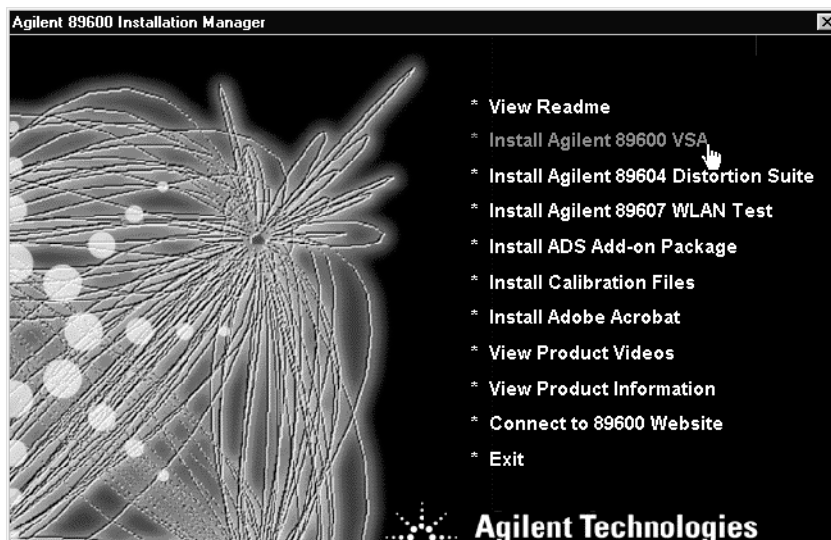 Agilent 89600 Installation Manager
* View Readme
* Install Agilent 89600 VSA
* Install Agilent 89604 Distortion Suite
* Install Agilent 89607 WLAN Test
* Install ADS Add-on Package
* Install Calibration Files
* Install Adobe Acrobat
* View Product Videos
* View Product Information
* Connect to 89600 Website
* Exit
Agilent Technologies